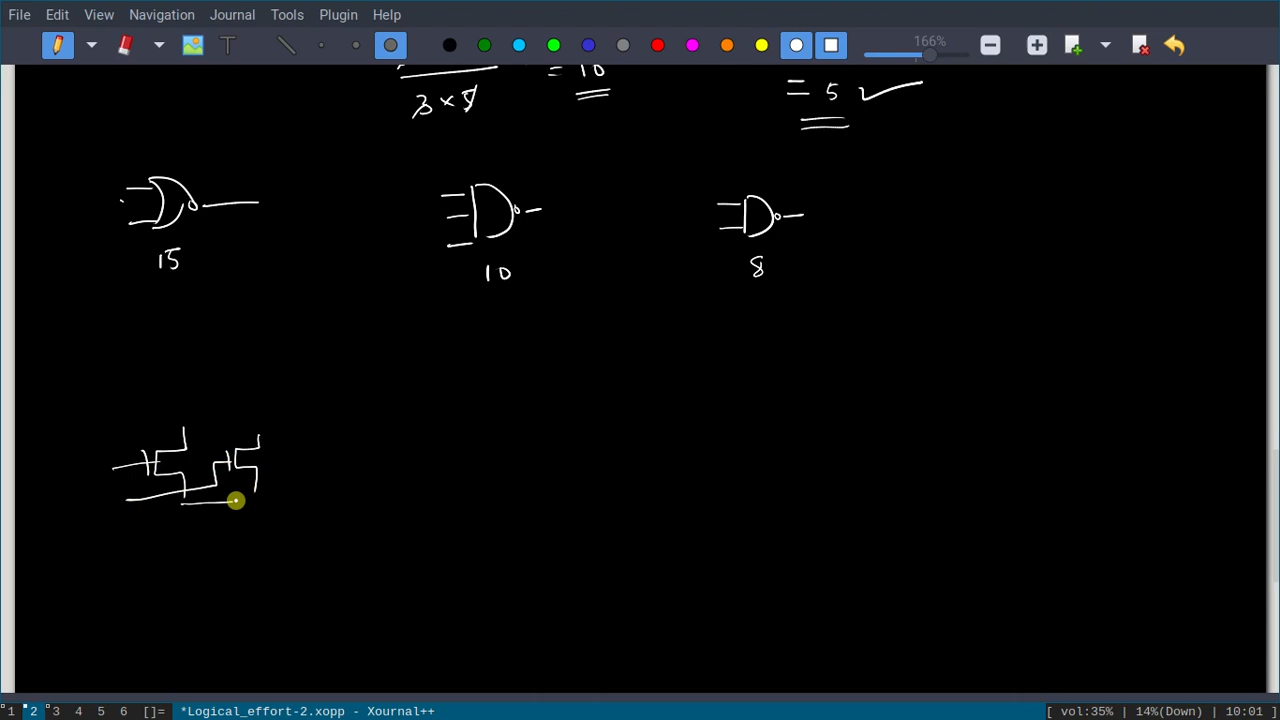 File Edit View Navigation Journal Tools Plugin Help
166%
= 10
3 × 5
= 5
15
10
8
1 2 3 4 5 6 []= *Logical_effort-2.xopp - Xournal++ [ vol:35% | 14%(Down) | 10:01 ]